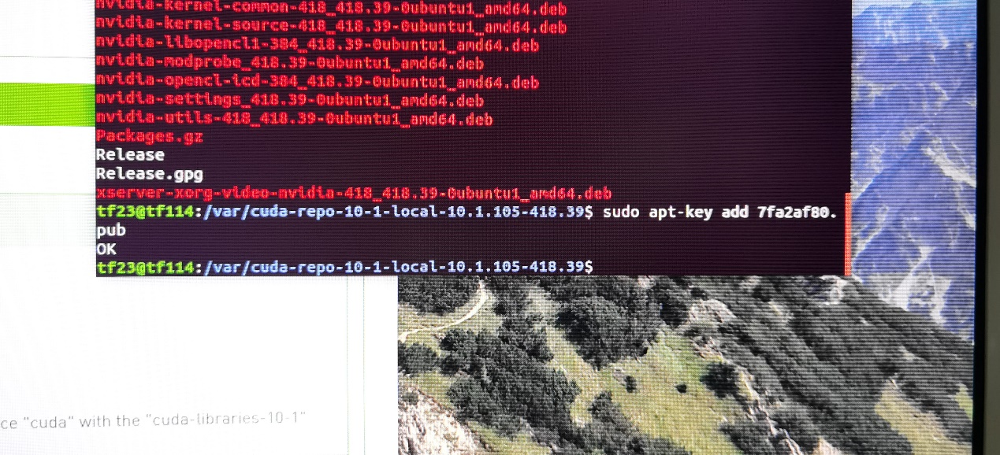 nvidia-kernel-common-418_418.39-0ubuntu1_amd64.deb
nvidia-kernel-source-418_418.39-0ubuntu1_amd64.deb
nvidia-libopencl1-384_418.39-0ubuntu1_amd64.deb
nvidia-modprobe_418.39-0ubuntu1_amd64.deb
nvidia-opencl-icd-384_418.39-0ubuntu1_amd64.deb
nvidia-settings_418.39-0ubuntu1_amd64.deb
nvidia-utils-418_418.39-0ubuntu1_amd64.deb
Packages.gz
Release
Release.gpg
xserver-xorg-video-nvidia-418_418.39-0ubuntu1_amd64.deb
tf23@tf114:/var/cuda-repo-10-1-local-10.1.105-418.39$ sudo apt-key add 7fa2af80.
pub
OK
tf23@tf114:/var/cuda-repo-10-1-local-10.1.105-418.39$
ce "cuda" with the "cuda-libraries-10-1"